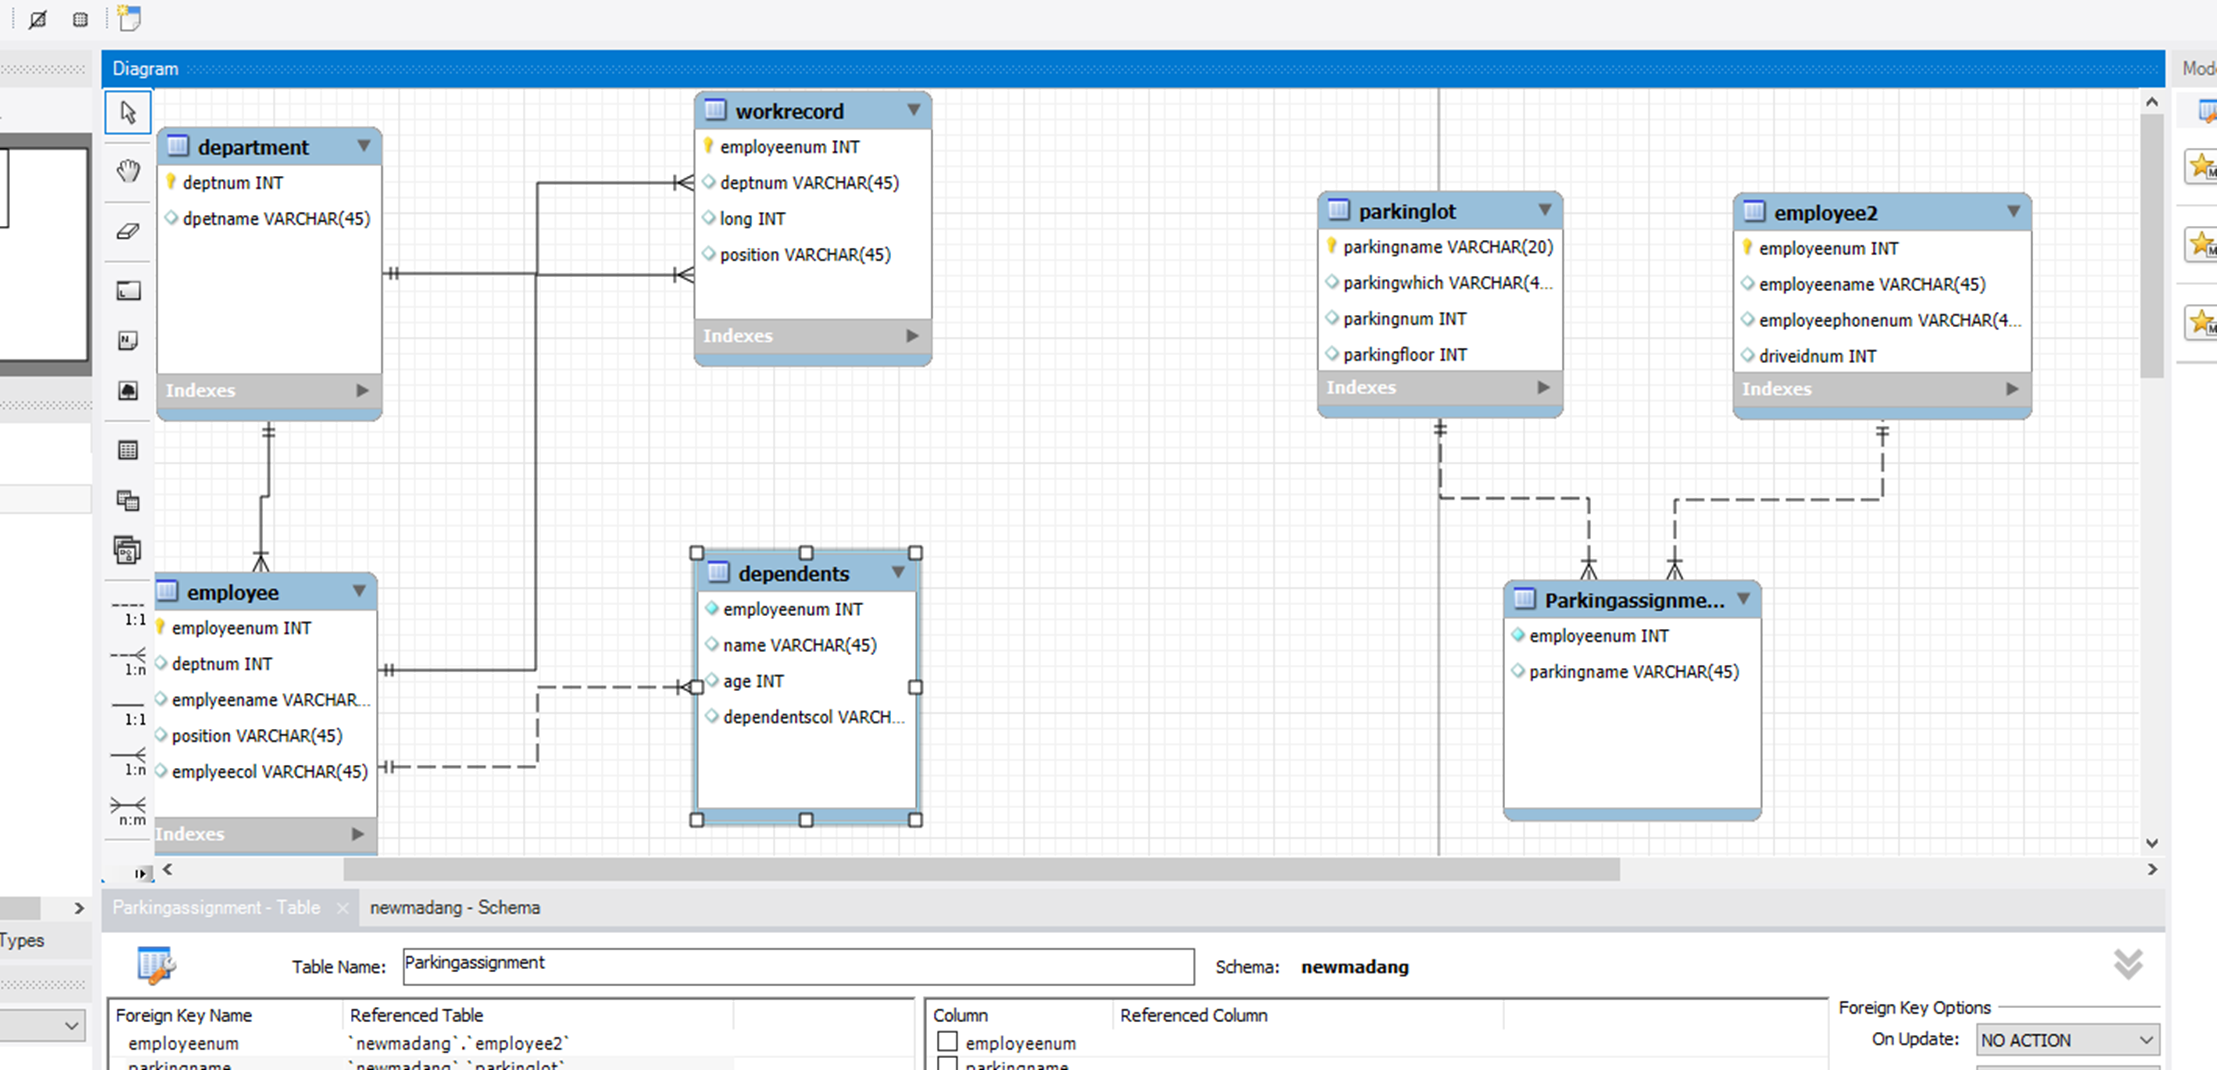 Diagram
Mod
department
deptnum INT
dpetname VARCHAR(45)
Indexes
workrecord
employeenum INT
deptnum VARCHAR(45)
long INT
position VARCHAR(45)
Indexes
parkinglot
parkingname VARCHAR(20)
parkingwhich VARCHAR(4...
parkingnum INT
parkingfloor INT
Indexes
employee2
employeenum INT
employeename VARCHAR(45)
employeephonenum VARCHAR(4...
driveidnum INT
Indexes
employee
employeenum INT
deptnum INT
emplyeename VARCHAR...
position VARCHAR(45)
emplyeecol VARCHAR(45)
Indexes
dependents
employeenum INT
name VARCHAR(45)
age INT
dependentscol VARCH...
Parkingassignme...
employeenum INT
parkingname VARCHAR(45)
1:1
1:n
1:1
1:n
n:m
Types
Parkingassignment - Table
newmadang - Schema
Table Name:
Parkingassignment
Schema:
newmadang
Foreign Key Name
Referenced Table
employeenum
`newmadang`.`employee2`
parkingname
`newmadang`.`parkinglot`
Column
Referenced Column
employeenum
parkingname
Foreign Key Options
On Update:
NO ACTION